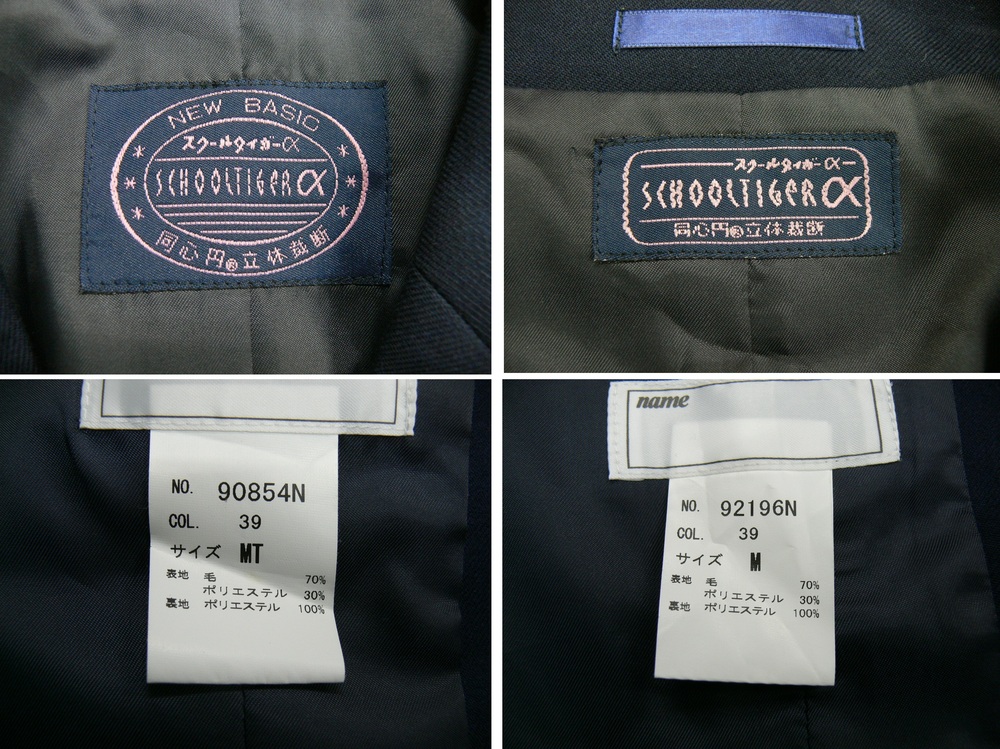 NEW BASIC
スクールタイガーα
SCHOOLTIGER α
同心円®立体裁断
スクールタイガーα
SCHOOLTIGER α
同心円®立体裁断
NO. 90854N
COL. 39
サイズ MT
表地 毛 70%
ポリエステル 30%
裏地 ポリエステル 100%
name
NO. 92196N
COL. 39
サイズ M
表地 毛 70%
ポリエステル 30%
裏地 ポリエステル 100%